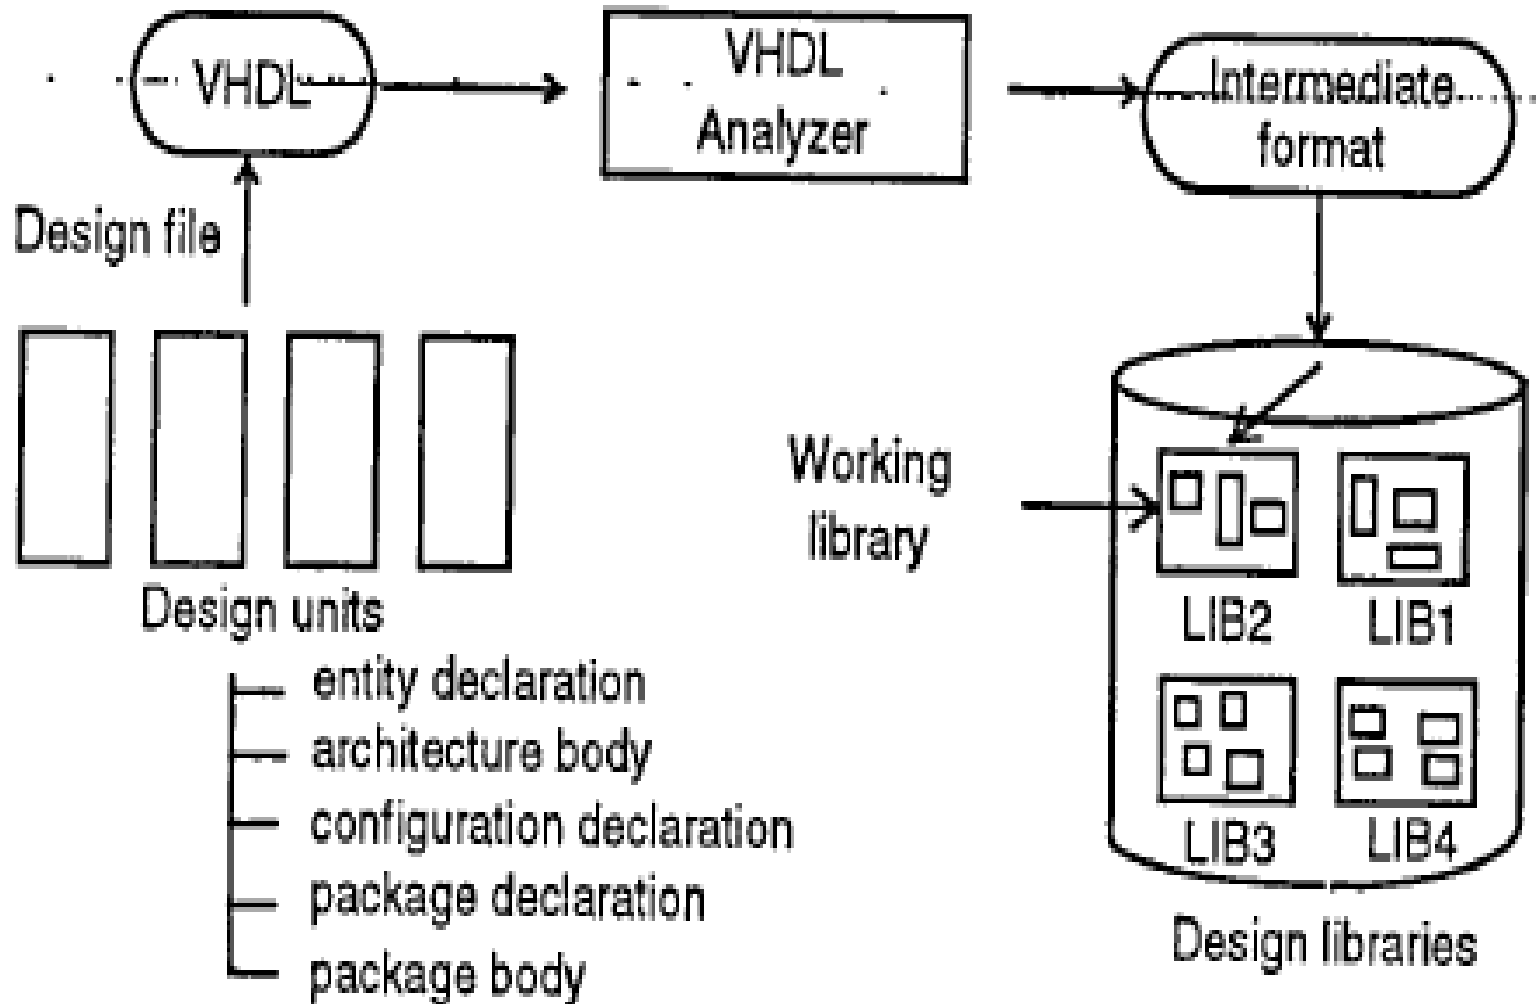 VHDL
VHDL
Analyzer
Intermediate
format
Design file
Working
library
Design units
entity declaration
architecture body
configuration declaration
package declaration
package body
LIB2
LIB1
LIB3
LIB4
Design libraries